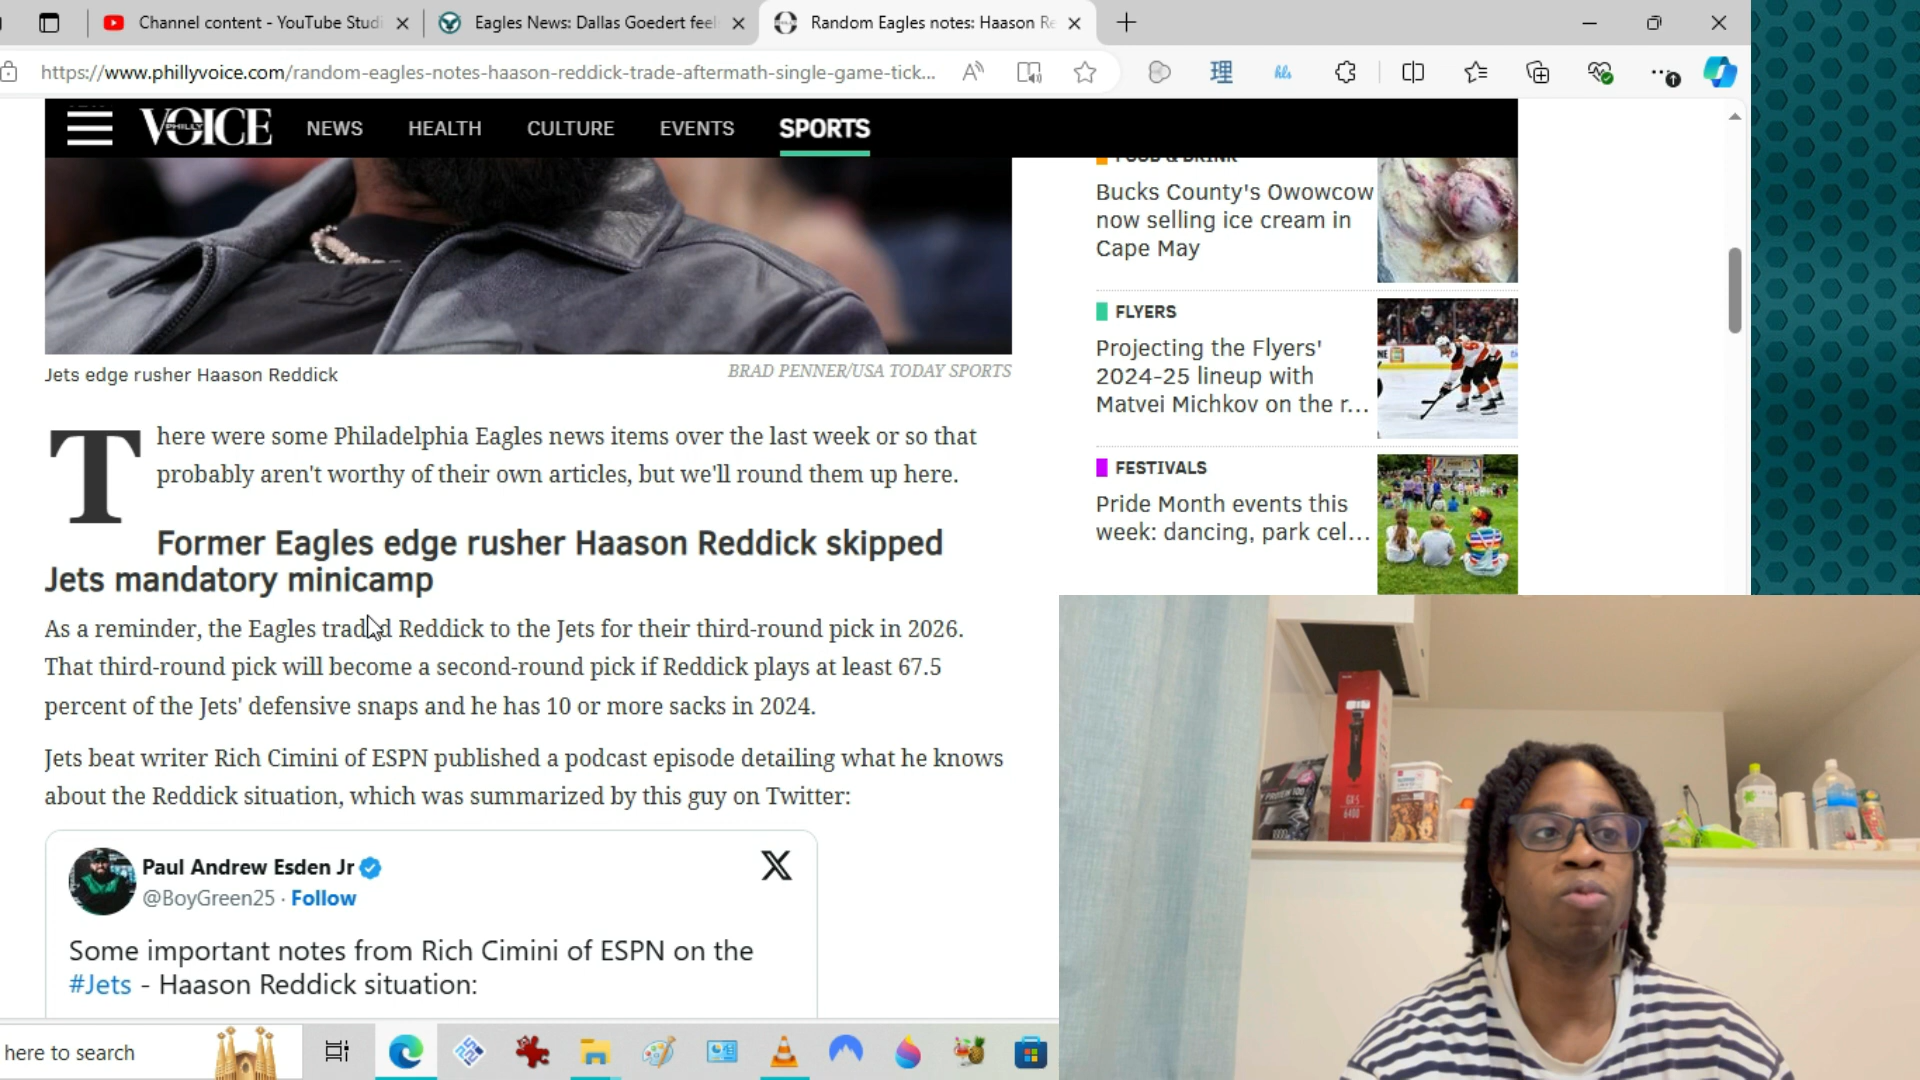 Channel content - YouTube Studi
Eagles News: Dallas Goedert feel
Random Eagles notes: Haason Re
https://www.phillyvoice.com/random-eagles-notes-haason-reddick-trade-aftermath-single-game-tick...
理
hls
PHILLY VOICE
NEWS
HEALTH
CULTURE
EVENTS
SPORTS
FOOD & DRINK
Bucks County's Owowcow
now selling ice cream in
Cape May
FLYERS
Projecting the Flyers'
2024-25 lineup with
Matvei Michkov on the r...
FESTIVALS
Pride Month events this
week: dancing, park cel...
Jets edge rusher Haason Reddick
BRAD PENNER/USA TODAY SPORTS
There were some Philadelphia Eagles news items over the last week or so that
probably aren't worthy of their own articles, but we'll round them up here.
Former Eagles edge rusher Haason Reddick skipped
Jets mandatory minicamp
As a reminder, the Eagles traded Reddick to the Jets for their third-round pick in 2026.
That third-round pick will become a second-round pick if Reddick plays at least 67.5
percent of the Jets' defensive snaps and he has 10 or more sacks in 2024.
Jets beat writer Rich Cimini of ESPN published a podcast episode detailing what he knows
about the Reddick situation, which was summarized by this guy on Twitter:
Paul Andrew Esden Jr
@BoyGreen25 · Follow
Some important notes from Rich Cimini of ESPN on the
#Jets - Haason Reddick situation:
here to search